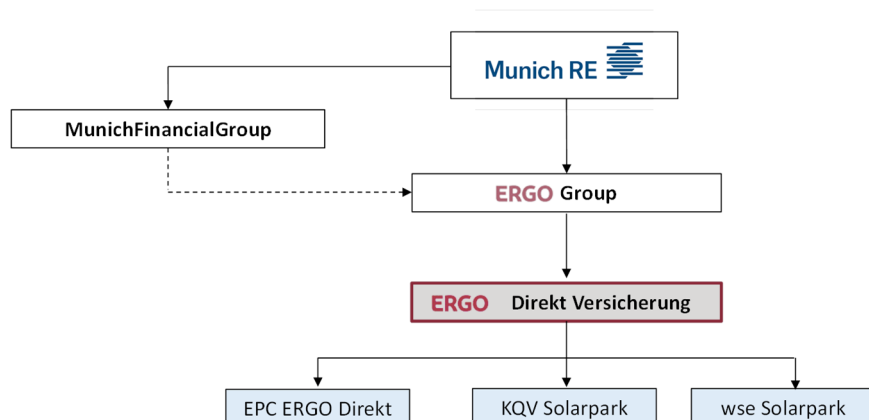 Munich RE
MunichFinancialGroup
ERGO Group
ERGO Direkt Versicherung
EPC ERGO Direkt
KQV Solarpark
wse Solarpark